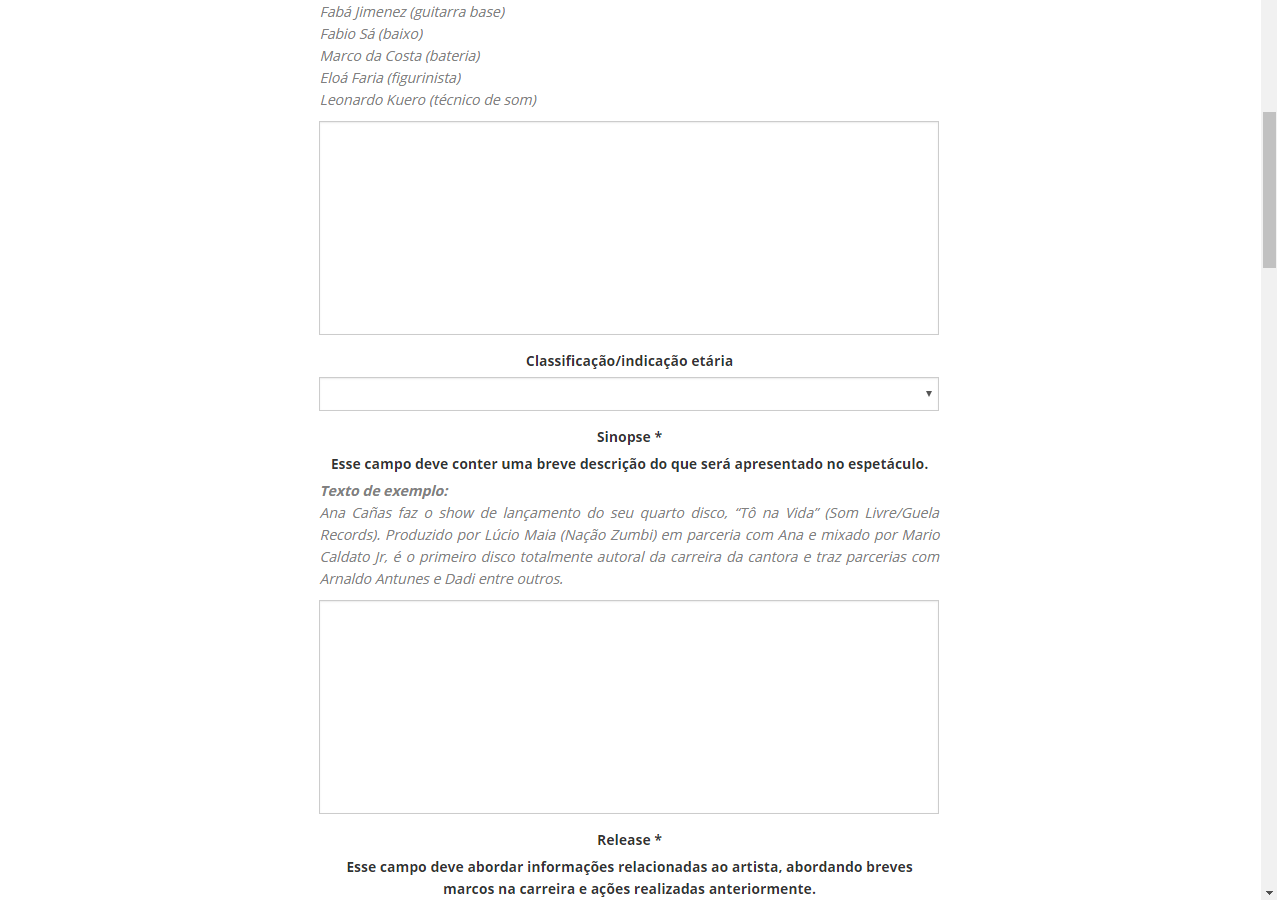 Fabá Jimenez (guitarra base)
Fabio Sá (baixo)
Marco da Costa (bateria)
Eloá Faria (figurinista)
Leonardo Kuero (técnico de som)
Classificação/indicação etária
Sinopse *
Esse campo deve conter uma breve descrição do que será apresentado no espetáculo.
Texto de exemplo:
Ana Cañas faz o show de lançamento do seu quarto disco, “Tô na Vida” (Som Livre/Guela
Records). Produzido por Lúcio Maia (Nação Zumbi) em parceria com Ana e mixado por Mario
Caldato Jr, é o primeiro disco totalmente autoral da carreira da cantora e traz parcerias com
Arnaldo Antunes e Dadi entre outros.
Release *
Esse campo deve abordar informações relacionadas ao artista, abordando breves
marcos na carreira e ações realizadas anteriormente.